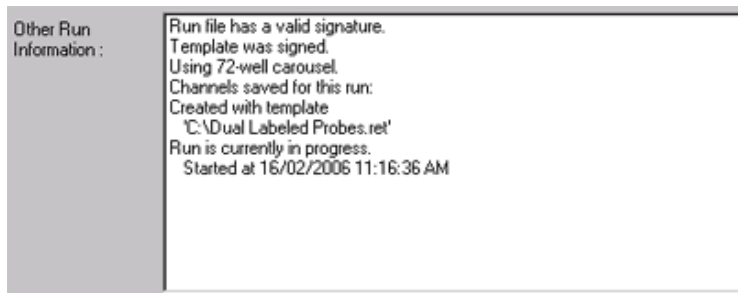 Other Run
Information :
Run file has a valid signature.
Template was signed.
Using 72-well carousel.
Channels saved for this run:
Created with template
'C:\Dual Labeled Probes.ret'
Run is currently in progress.
Started at 16/02/2006 11:16:36 AM